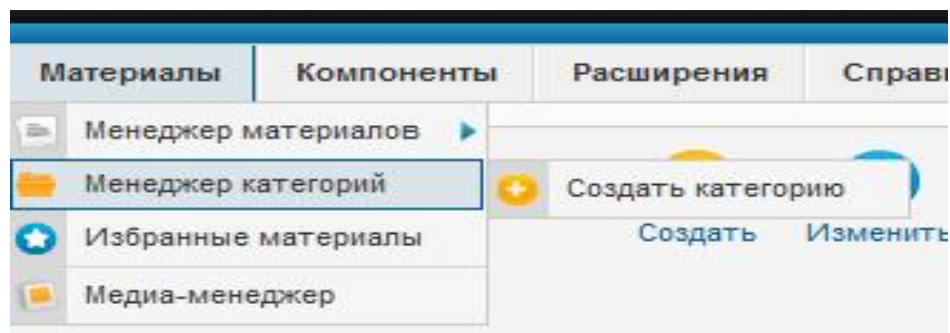 Материалы Компоненты Расширения
Менеджер материалов
Менеджер категорий
Создать категорию
Избранные материалы
Создать Изменить
Медиа-менеджер